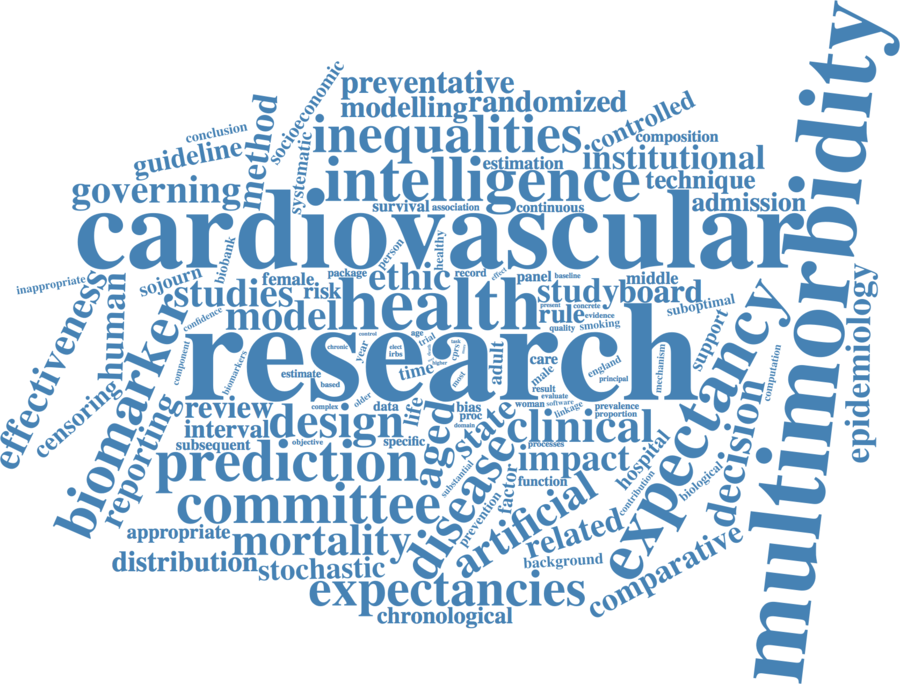 multimorbidity
socioeconomic
preventative
modelling
randomized
controlled
conclusion
guideline
method
systematic
inequalities
composition
estimation
institutional
governing
intelligence
technique
survival
association
continuous
admission
cardiovascular
person
healthy
biobank
inappropriate
sojourn
female
package
ethic
record
effect
panel
baseline
middle
effectiveness
human
studies
risk
health
study
board
suboptimal
epidemiology
confidence
model
present
concrete
rule
evidence
quality
smoking
support
expectancy
biomarkers
research
control
age
trial
year
chronic
elect
irbs
task
cprs
higher
time
most
adult
care
male
england
principal
mechanism
computation
component
biomarkers
estimate
based
result
evaluate
censoring
reporting
review
complex
older
data
life
bias
proc
domain
woman
software
linkage
prevalence
proportion
interval
design
aged
state
clinical
decision
subsequent
objective
specific
processes
hospital
prediction
substantial
disease
impact
factor
function
contribution
biological
committee
prevention
artificial
related
appropriate
mortality
background
comparative
distribution
stochastic
expectancies
chronological